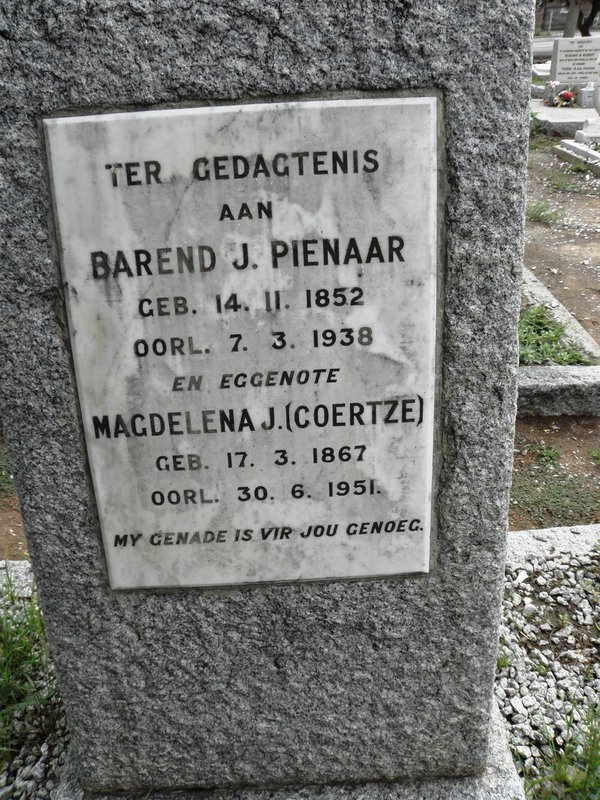 TER GEDAGTENIS
AAN
BAREND J. PIENAAR
GEB. 14. 11. 1852
OORL. 7. 3. 1938
EN EGGENOTE
MAGDELENA J. (COERTZE)
GEB. 17. 3. 1867
OORL. 30. 6. 1951.
MY GENADE IS VIR JOU GENOEG.